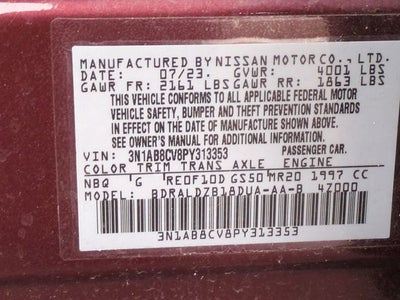 MANUFACTURED BY NISSAN MOTOR CO., LTD.
DATE: 07/23. GVWR: 4001 LBS
GAWR FR: 2161 LBS GAWR RR: 1863 LBS
THIS VEHICLE CONFORMS TO ALL APPLICABLE FEDERAL MOTOR
VEHICLE SAFETY, BUMPER AND THEFT PREVENTION STANDARDS
IN EFFECT ON THE DATE OF MANUFACTURE SHOWN ABOVE.
SEE OWNER'S MANUAL FOR ADDITIONAL INFORMATION.
VIN: 3N1AB8CV8PY313353 PASSENGER CAR.
COLOR TRIM TRANS AXLE ENGINE
NBQ G RE0F10D GS50 MR20 1997 CC
MODEL: BDRALDZB18DUA-AA-B 4Z000
3N1AB8CV8PY313353